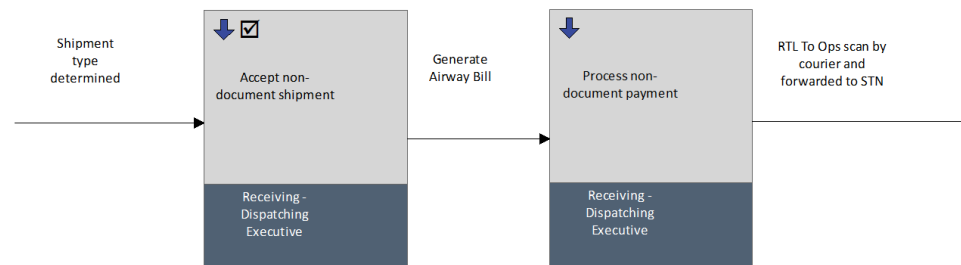 Shipment
type
determined
Accept non-
document shipment
Receiving -
Dispatching
Executive
Generate
Airway Bill
Process non-
document payment
Receiving -
Dispatching
Executive
RTL To Ops scan by
courier and
forwarded to STN